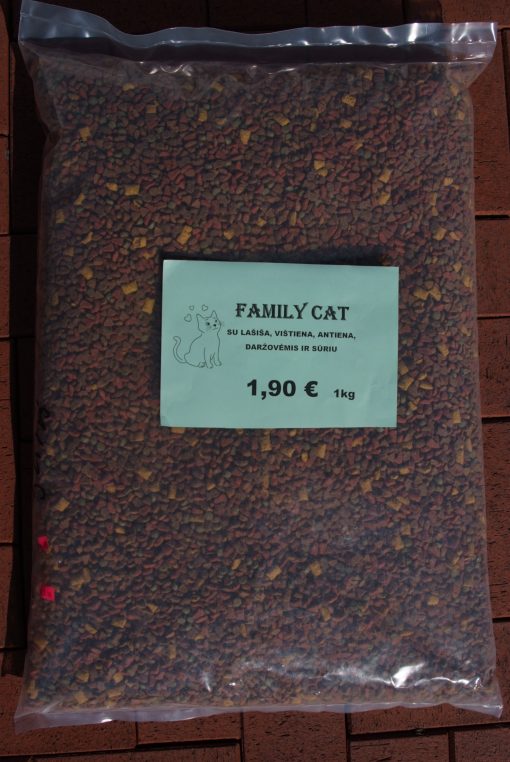 FAMILY CAT
SU LAŠIŠA, VIŠTIENA, ANTIENA,
DARŽOVĖMIS IR SŪRIU
1,90 € 1kg